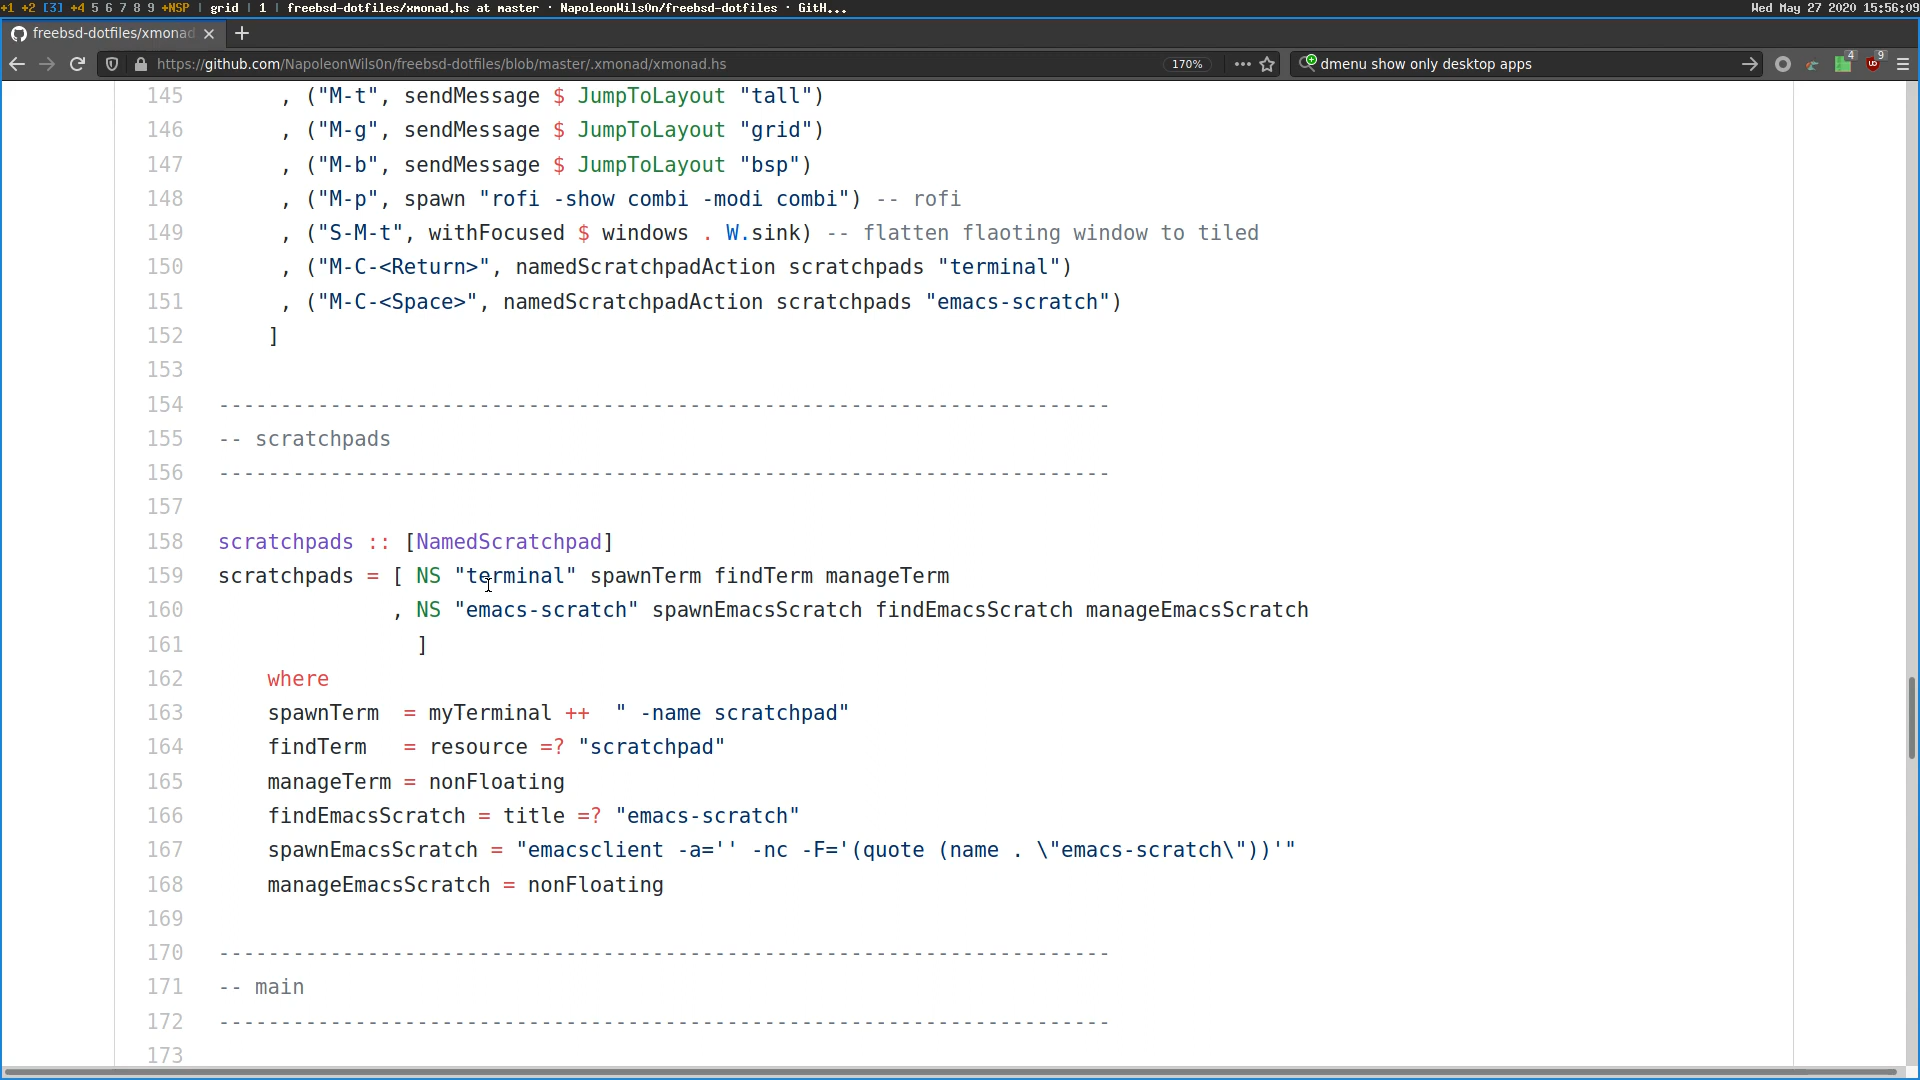 +1 +2 [3] +4 5 6 7 8 9 +NSP | grid | 1 | freebsd-dotfiles/xmonad.hs at master · NapoleonWils0n/freebsd-dotfiles · GitH... Wed May 27 2020 15:56:09
freebsd-dotfiles/xmonad
https://github.com/NapoleonWils0n/freebsd-dotfiles/blob/master/.xmonad/xmonad.hs 170% dmenu show only desktop apps 4 9
145 , ("M-t", sendMessage $ JumpToLayout "tall")
146 , ("M-g", sendMessage $ JumpToLayout "grid")
147 , ("M-b", sendMessage $ JumpToLayout "bsp")
148 , ("M-p", spawn "rofi -show combi -modi combi") -- rofi
149 , ("S-M-t", withFocused $ windows . W.sink) -- flatten flaoting window to tiled
150 , ("M-C-<Return>", namedScratchpadAction scratchpads "terminal")
151 , ("M-C-<Space>", namedScratchpadAction scratchpads "emacs-scratch")
152 ]
153
154 ------------------------------------------------------------------------
155 -- scratchpads
156 ------------------------------------------------------------------------
157
158 scratchpads :: [NamedScratchpad]
159 scratchpads = [ NS "terminal" spawnTerm findTerm manageTerm
160 , NS "emacs-scratch" spawnEmacsScratch findEmacsScratch manageEmacsScratch
161 ]
162 where
163 spawnTerm = myTerminal ++ " -name scratchpad"
164 findTerm = resource =? "scratchpad"
165 manageTerm = nonFloating
166 findEmacsScratch = title =? "emacs-scratch"
167 spawnEmacsScratch = "emacsclient -a='' -nc -F='(quote (name . \"emacs-scratch\"))'"
168 manageEmacsScratch = nonFloating
169
170 ------------------------------------------------------------------------
171 -- main
172 ------------------------------------------------------------------------
173